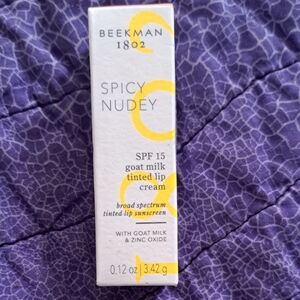 BEEKMAN
1802
SPICY
NUDEY
SPF 15
goat milk
tinted lip
cream
broad spectrum
tinted lip sunscreen
WITH GOAT MILK
& ZINC OXIDE
0.12 oz | 3.42 g